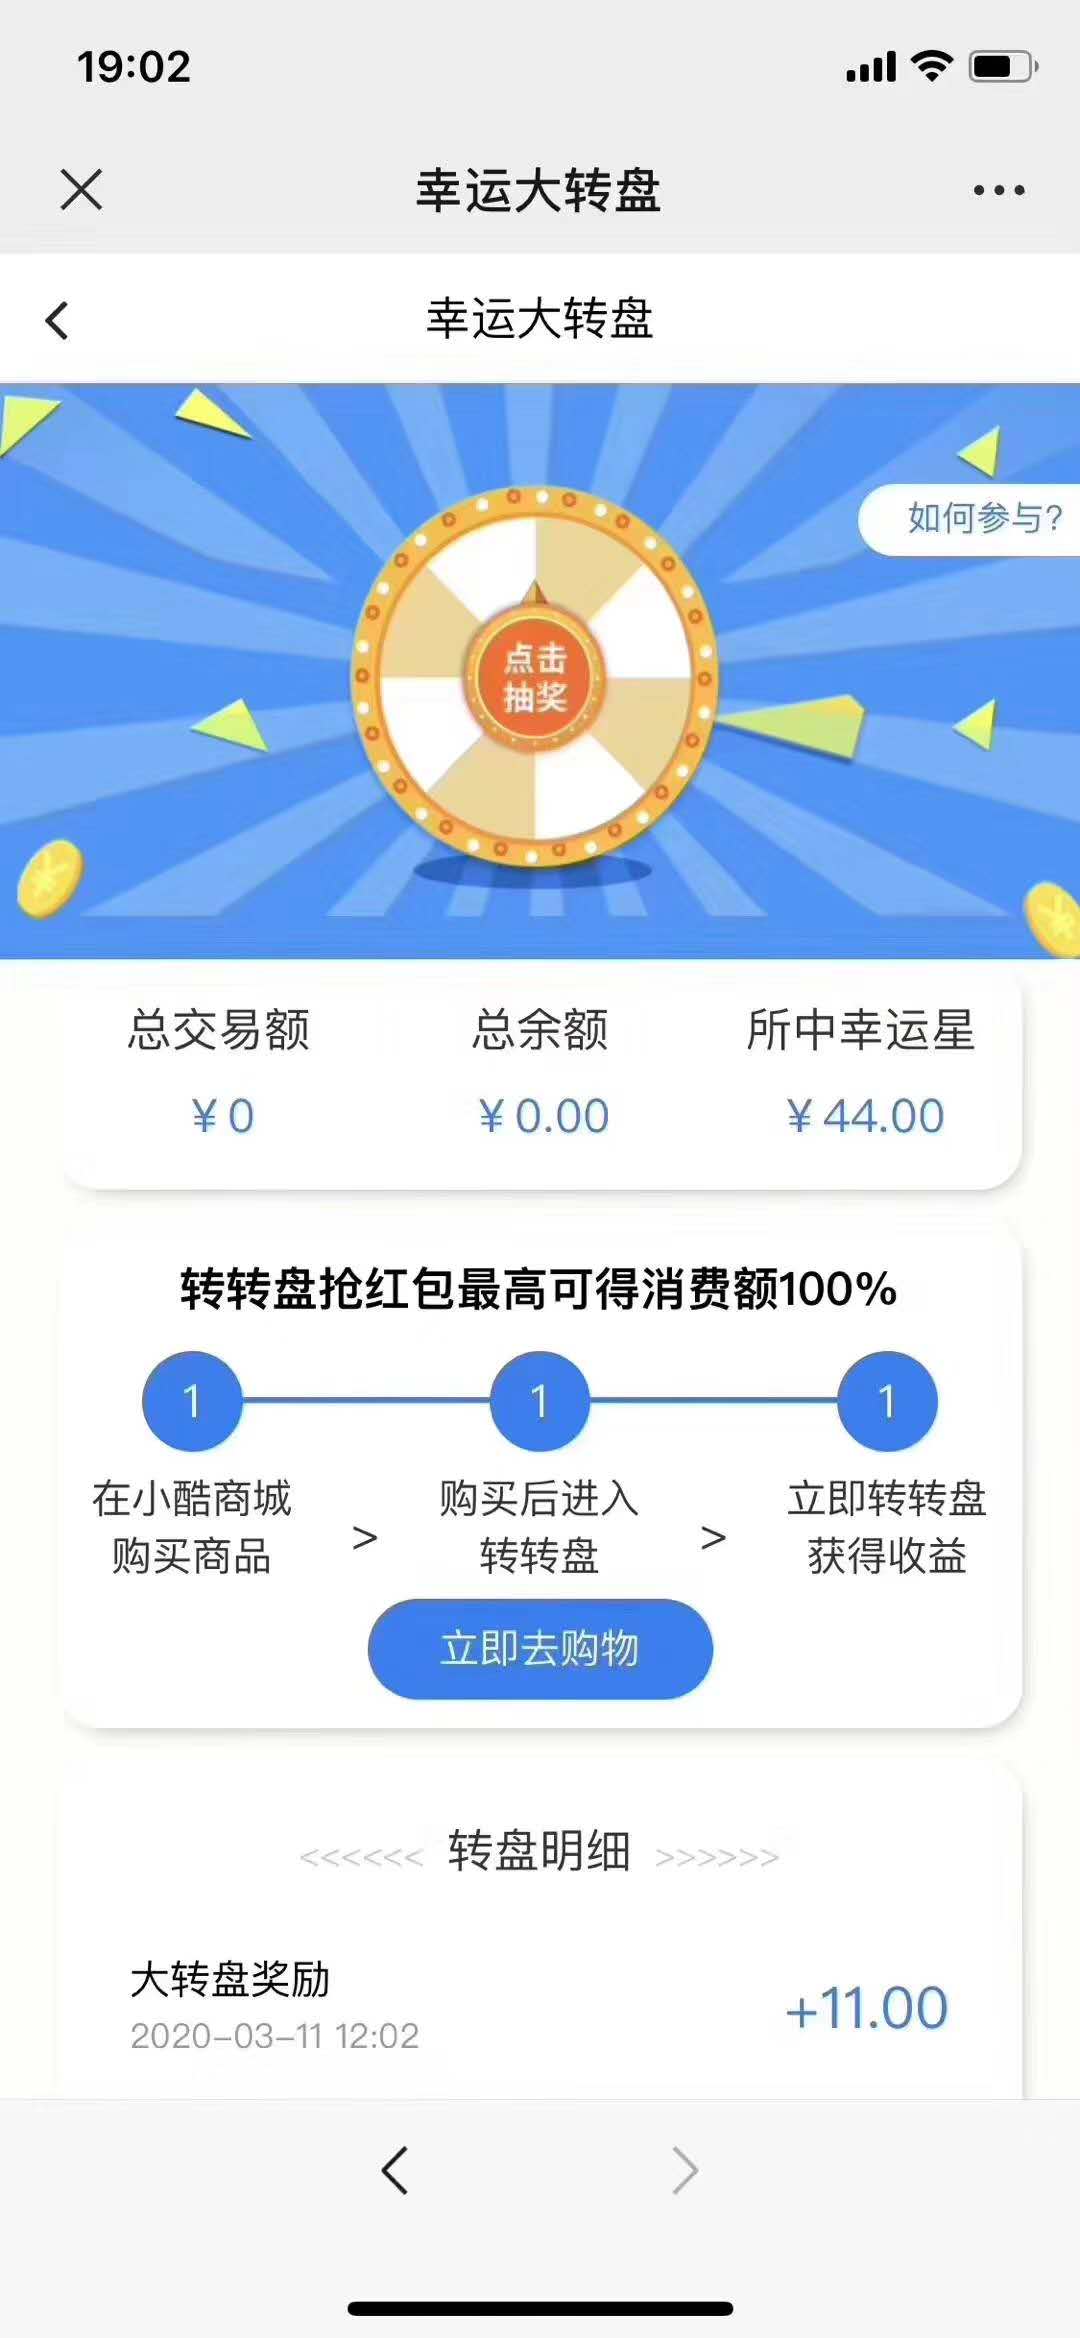 19:02
幸运大转盘
幸运大转盘
如何参与?
点击
抽奖
总交易额
总余额
所中幸运星
¥0
¥0.00
¥44.00
转转盘抢红包最高可得消费额100%
1
1
1
在小酷商城
购买商品
>
购买后进入
转转盘
>
立即转转盘
获得收益
立即去购物
<<<<<< 转盘明细 >>>>>>
大转盘奖励
+11.00
2020-03-11 12:02